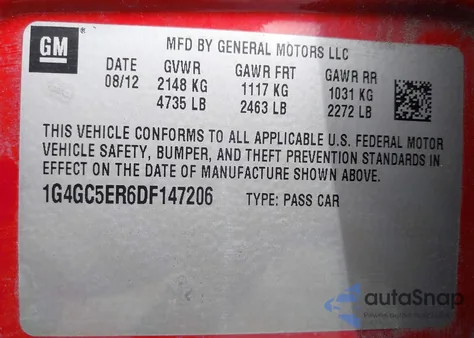 GM
MFD BY GENERAL MOTORS LLC
DATE GVWR GAWR FRT GAWR RR
08/12 2148 KG 1117 KG 1031 KG
4735 LB 2463 LB 2272 LB
THIS VEHICLE CONFORMS TO ALL APPLICABLE U.S. FEDERAL MOTOR
VEHICLE SAFETY, BUMPER, AND THEFT PREVENTION STANDARDS IN
EFFECT ON THE DATE OF MANUFACTURE SHOWN ABOVE.
1G4GC5ER6DF147206 TYPE: PASS CAR
autoSnap